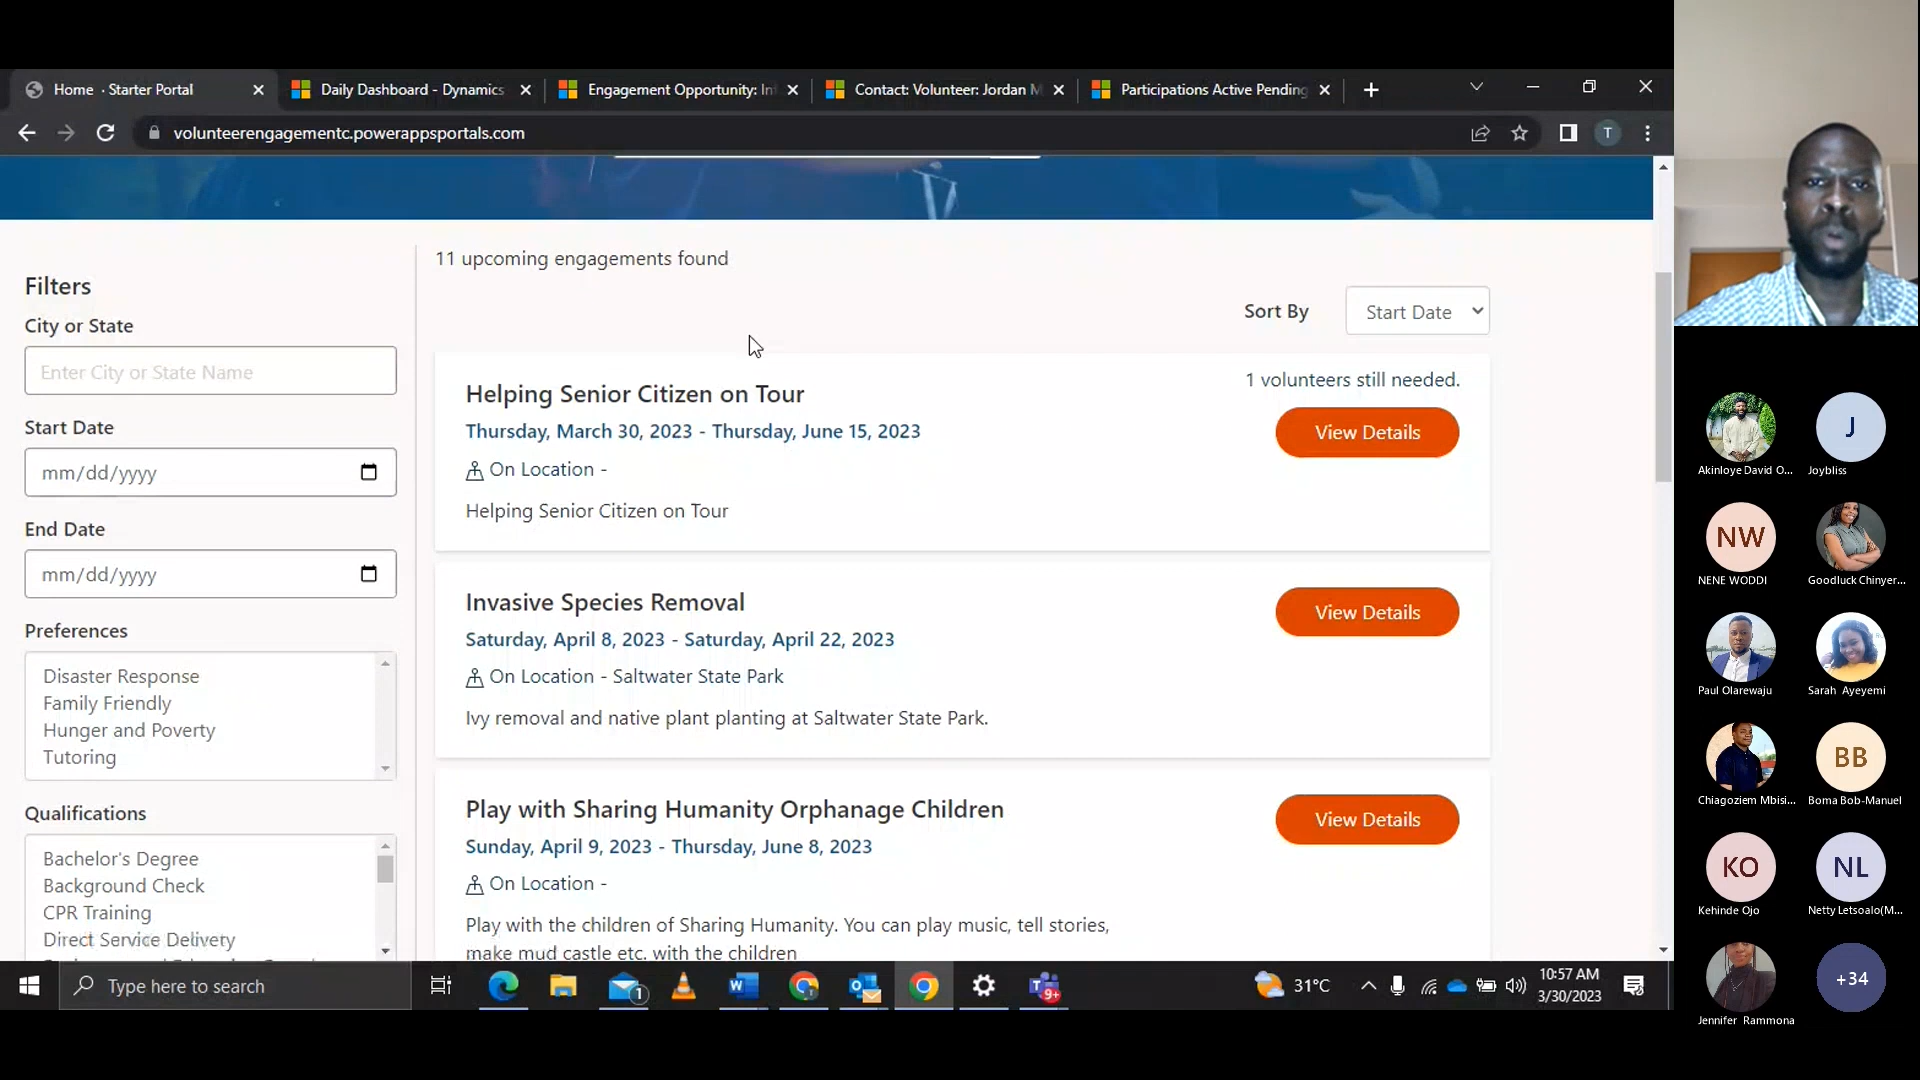 Home · Starter Portal
Daily Dashboard - Dynamics
Engagement Opportunity: In
Contact: Volunteer: Jordan M
Participations Active Pending
volunteerengagementc.powerappsportals.com
T
11 upcoming engagements found
Filters
City or State
Enter City or State Name
Start Date
mm/dd/yyyy
End Date
mm/dd/yyyy
Preferences
Disaster Response
Family Friendly
Hunger and Poverty
Tutoring
Qualifications
Bachelor's Degree
Background Check
CPR Training
Direct Service Delivery
Sort By
Start Date
Helping Senior Citizen on Tour
1 volunteers still needed.
Thursday, March 30, 2023 - Thursday, June 15, 2023
View Details
On Location -
Helping Senior Citizen on Tour
Invasive Species Removal
View Details
Saturday, April 8, 2023 - Saturday, April 22, 2023
On Location - Saltwater State Park
Ivy removal and native plant planting at Saltwater State Park.
Play with Sharing Humanity Orphanage Children
View Details
Sunday, April 9, 2023 - Thursday, June 8, 2023
On Location -
Play with the children of Sharing Humanity. You can play music, tell stories,
make mud castle etc. with the children
Type here to search
1
9+
31°C
10:57 AM
3/30/2023
Akinloye David O...
J
Joybliss
NW
NENE WODDI
Goodluck Chinyer...
Paul Olarewaju
Sarah Ayeyemi
Chiagoziem Mbisi...
BB
Boma Bob-Manuel
KO
Kehinde Ojo
NL
Netty Letsoalo(M...
Jennifer Rammona
+34